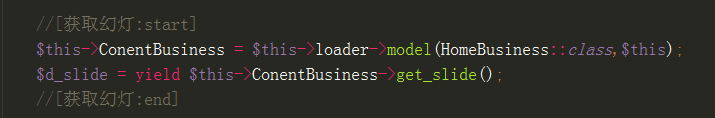 //[获取幻灯:start]
$this->ConentBusiness = $this->loader->model(HomeBusiness::class,$this);
$d_slide = yield $this->ConentBusiness->get_slide();
//[获取幻灯:end]